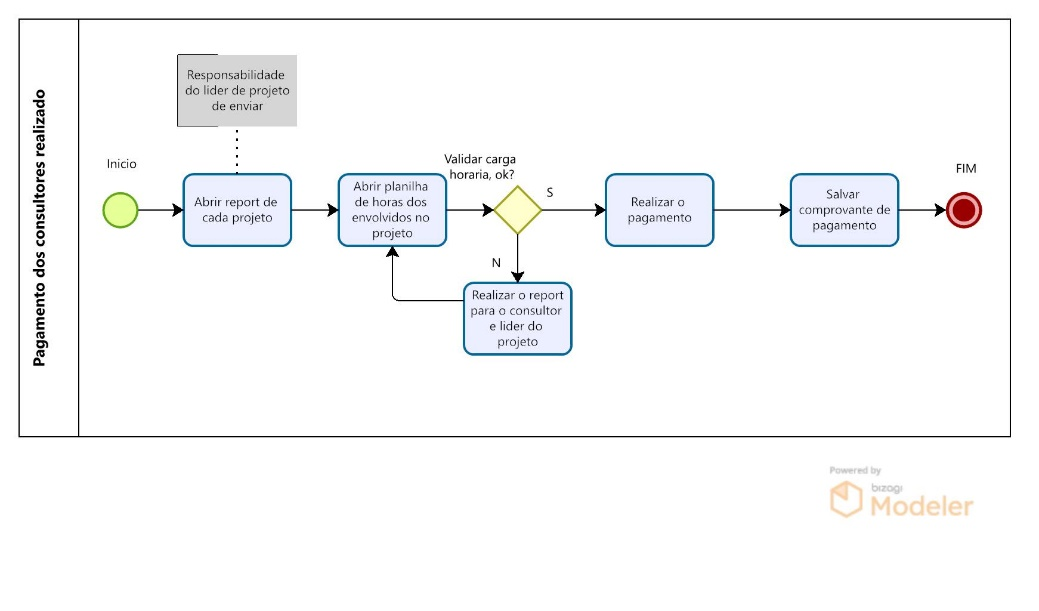 Pagamento dos consultores realizado
Responsabilidade
do lider de projeto
de enviar
Inicio
Abrir report de
cada projeto
Abrir planilha
de horas dos
envolvidos no
projeto
Validar carga
horaria, ok?
S
N
Realizar o report
para o consultor
e lider do
projeto
Realizar o
pagamento
Salvar
comprovante de
pagamento
FIM
Powered by
bizagi
Modeler